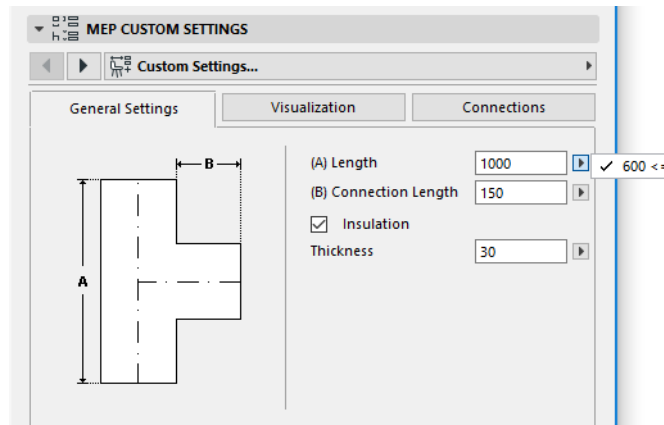 MEP CUSTOM SETTINGS
Custom Settings...
General Settings
Visualization
Connections
B
A
(A) Length
1000
✓ 600 <=
(B) Connection Length
150
Insulation
Thickness
30